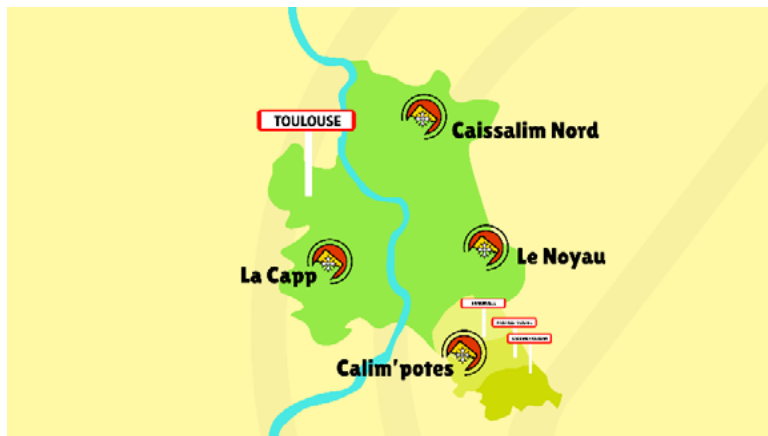 TOULOUSE
Caissalim Nord
Le Noyau
La Capp
Calim'potes